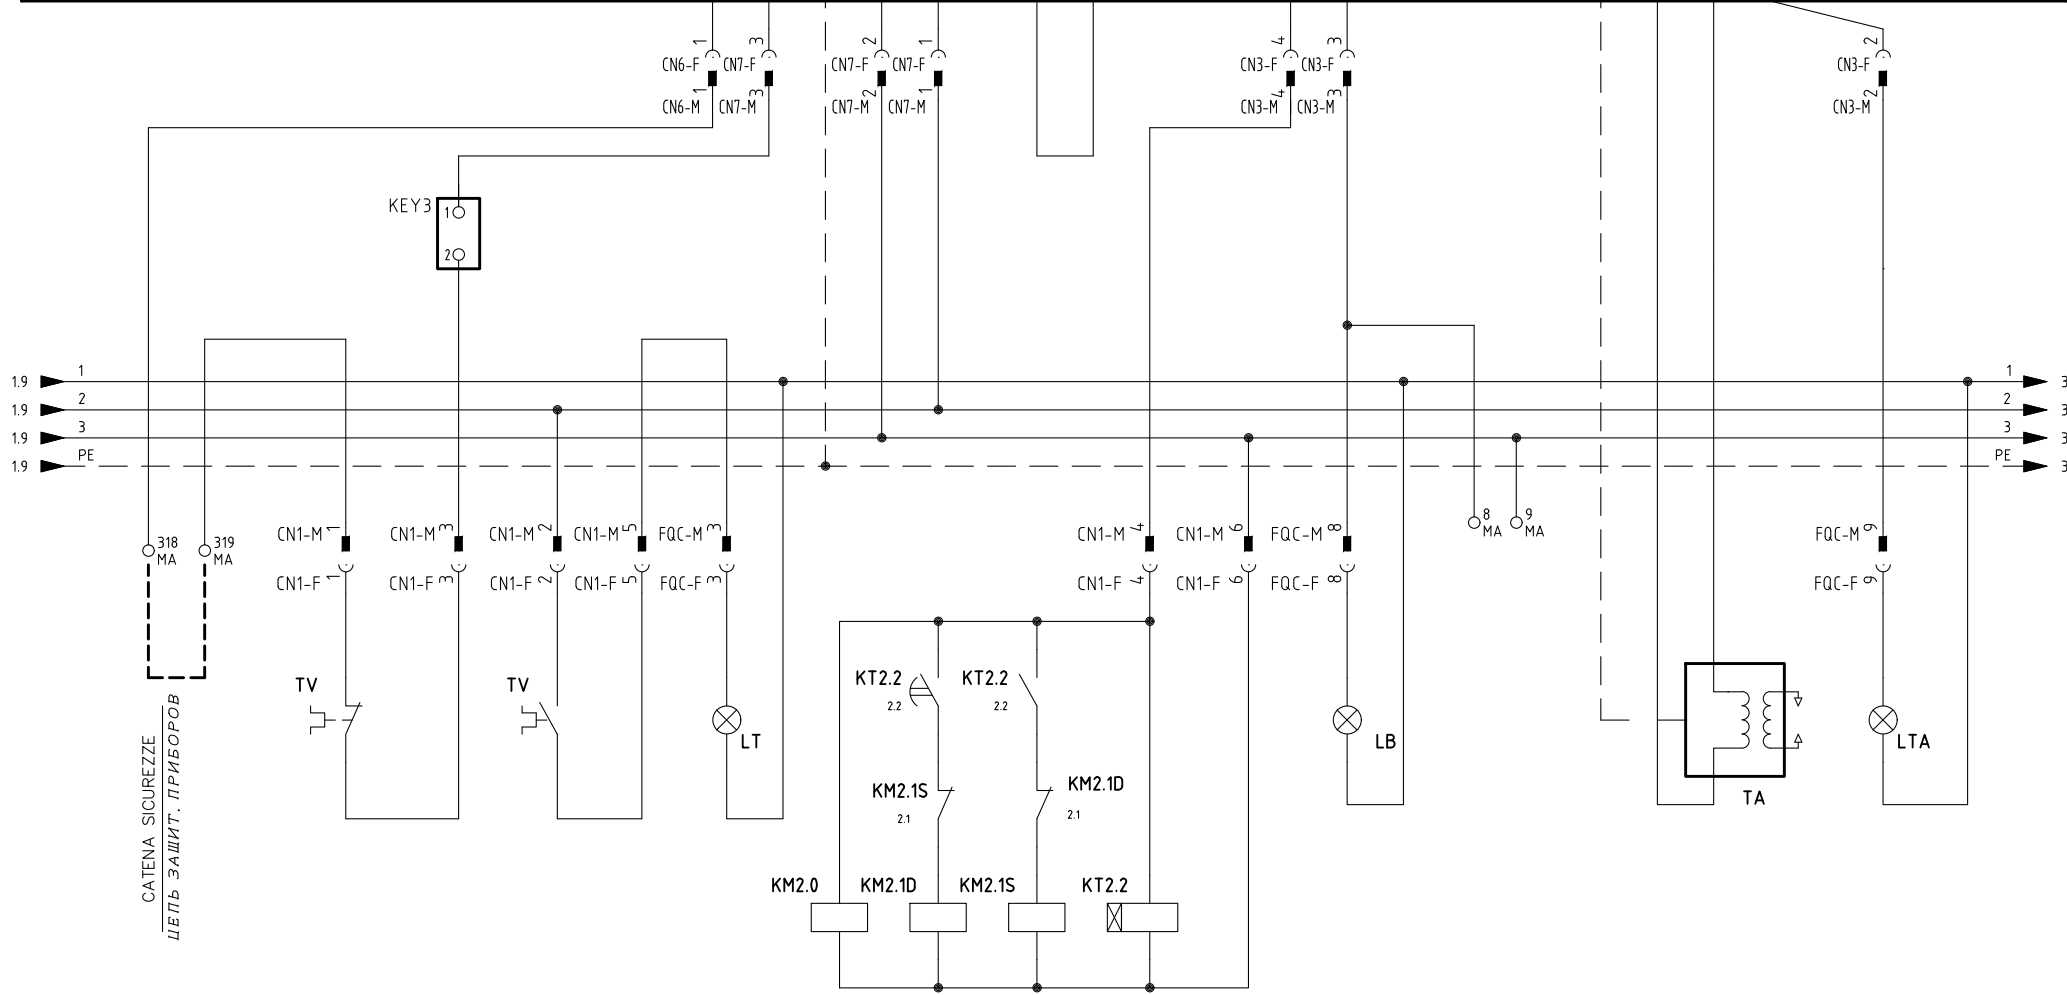 1 3 2 1 4 3 2
CN6-F CN7-F CN7-F CN7-F CN3-F CN3-F CN3-F
1 3 2 1 4 3 2
CN6-M CN7-M CN7-M CN7-M CN3-M CN3-M CN3-M
KEY3
1
2
1.9 1 1 3
1.9 2 2 3
1.9 3 3 3
1.9 PE PE 3
318 MA
319 MA
8 MA
9 MA
CN1-M 1 CN1-M 3 CN1-M 2 CN1-M 5 FQC-M 3 CN1-M 4 CN1-M 6 FQC-M 8 FQC-M 9
CN1-F 1 CN1-F 3 CN1-F 2 CN1-F 5 FQC-F 3 CN1-F 4 CN1-F 6 FQC-F 8 FQC-F 9
CATENA SICUREZZE
ЦЕПЬ ЗАЩИТ. ПРИБОРОВ
TV
TV
LT
KT2.2
2.2
KT2.2
2.2
KM2.1S
2.1
KM2.1D
2.1
KM2.0 KM2.1D KM2.1S KT2.2
LB
TA
LTA